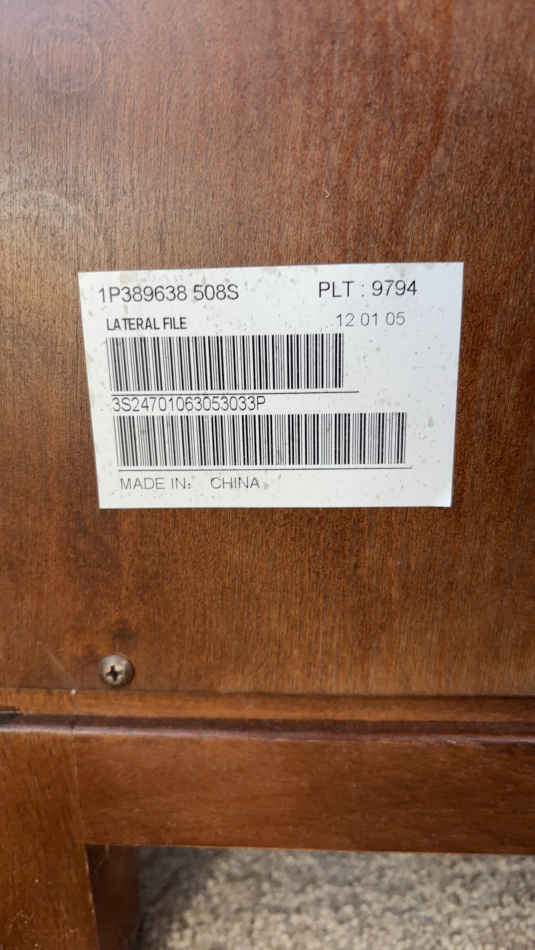 1P389638 508S PLT : 9794
LATERAL FILE 12 01 05
3S24701063053033P
MADE IN: CHINA